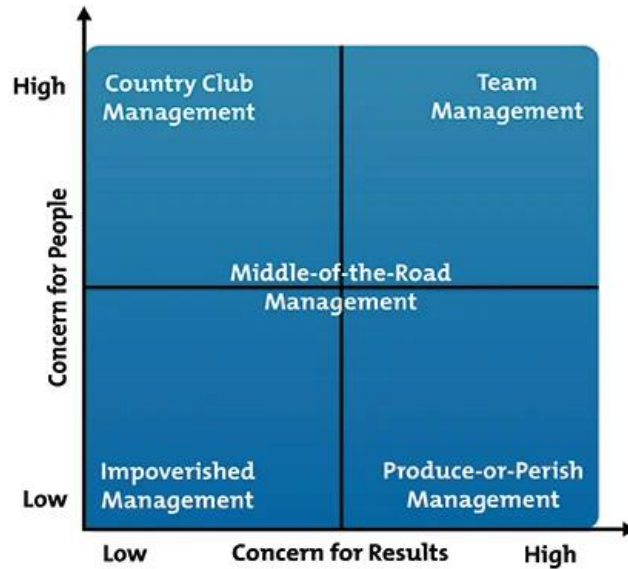 High
Country Club
Management
Team
Management
Concern for People
Middle-of-the-Road
Management
Impoverished
Management
Produce-or-Perish
Management
Low
Low
Concern for Results
High